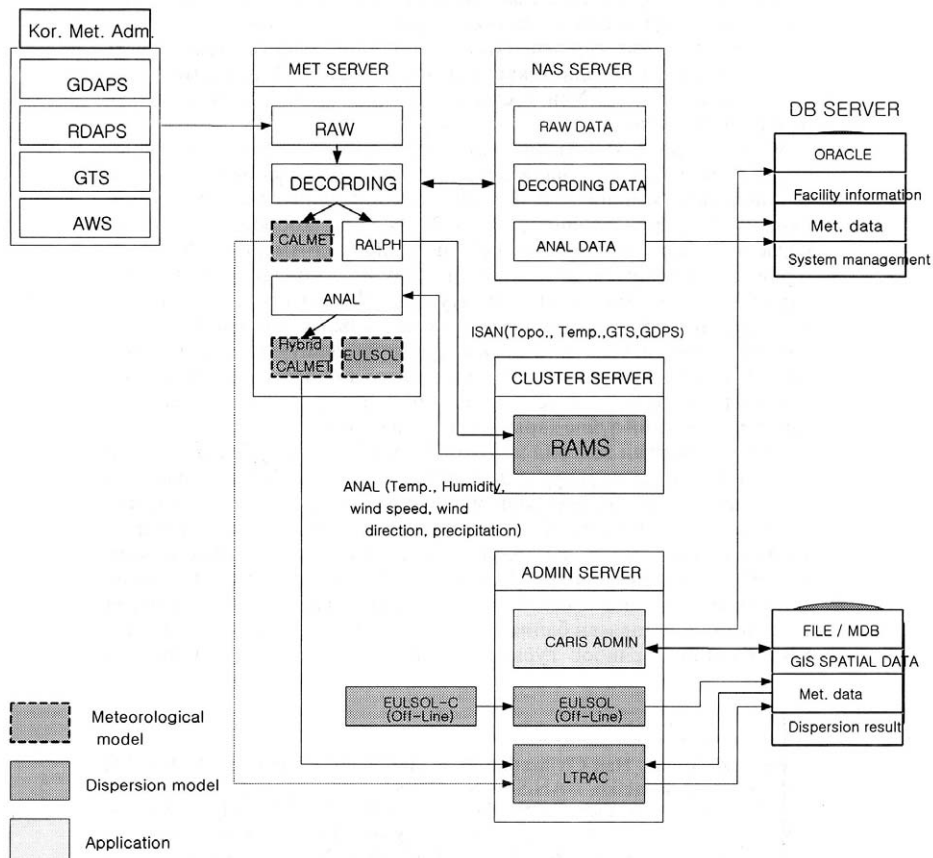 Kor. Met. Adm.
GDAPS
RDAPS
GTS
AWS
MET SERVER
RAW
DECORDING
CALMET
RALPH
ANAL
Hybrid
CALMET
EULSOL
NAS SERVER
RAW DATA
DECORDING DATA
ANAL DATA
DB SERVER
ORACLE
Facility information
Met. data
System management
ISAN(Topo., Temp.,GTS,GDPS)
CLUSTER SERVER
RAMS
ANAL (Temp., Humidity,
wind speed, wind
direction, precipitation)
ADMIN SERVER
CARIS ADMIN
EULSOL-C
(Off-Line)
EULSOL
(Off-Line)
LTRAC
FILE / MDB
GIS SPATIAL DATA
Met. data
Dispersion result
Meteorological
model
Dispersion model
Application